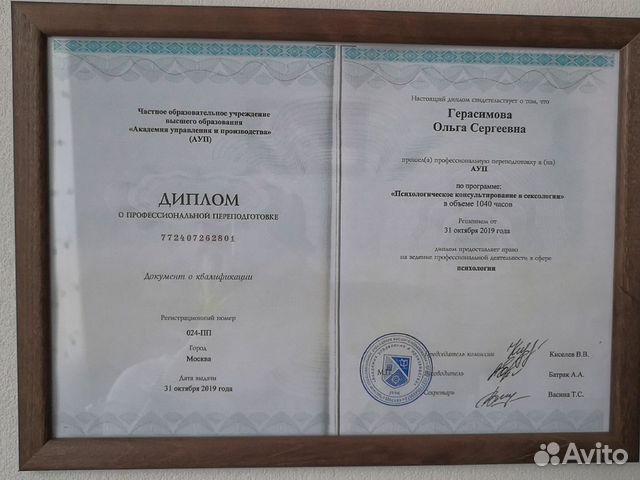 Частное образовательное учреждение
высшего образования
«Академия управления и производства»
(АУП)
ДИПЛОМ
О ПРОФЕССИОНАЛЬНОЙ ПЕРЕПОДГОТОВКЕ
772407262801
Документ о квалификации
Регистрационный номер
024-ПП
Город
Москва
Дата выдачи
31 октября 2019 года
Настоящий диплом свидетельствует о том, что
Герасимова
Ольга Сергеевна
прошел(а) профессиональную переподготовку в (на)
АУП
по программе:
«Психологическое консультирование в сексологии»
в объеме 1040 часов
Решением от
31 октября 2019 года
диплом предоставляет право
на ведение профессиональной деятельности в сфере
психологии
Председатель комиссии Киселев В.В.
Руководитель Батрак А.А.
Секретарь Васина Т.С.
Avito